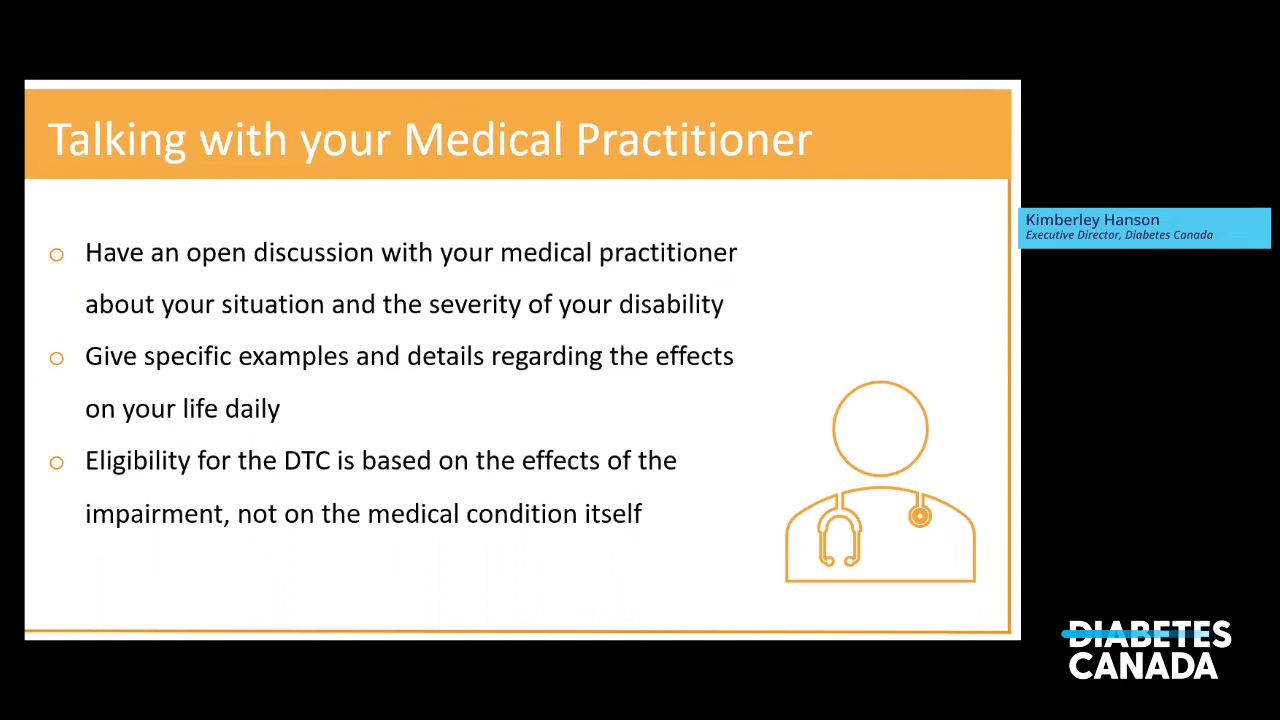 Talking with your Medical Practitioner
Kimberley Hanson
Executive Director, Diabetes Canada
o Have an open discussion with your medical practitioner
about your situation and the severity of your disability
o Give specific examples and details regarding the effects
on your life daily
o Eligibility for the DTC is based on the effects of the
impairment, not on the medical condition itself
DIABETES
CANADA